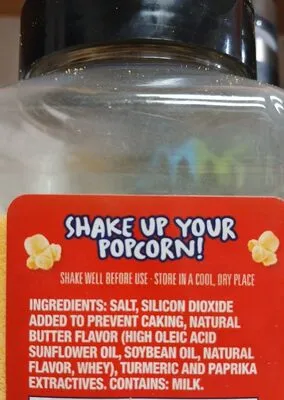 SHAKE UP YOUR
POPCORN!
SHAKE WELL BEFORE USE - STORE IN A COOL, DRY PLACE
INGREDIENTS: SALT, SILICON DIOXIDE
ADDED TO PREVENT CAKING, NATURAL
BUTTER FLAVOR (HIGH OLEIC ACID
SUNFLOWER OIL, SOYBEAN OIL, NATURAL
FLAVOR, WHEY), TURMERIC AND PAPRIKA
EXTRACTIVES. CONTAINS: MILK.